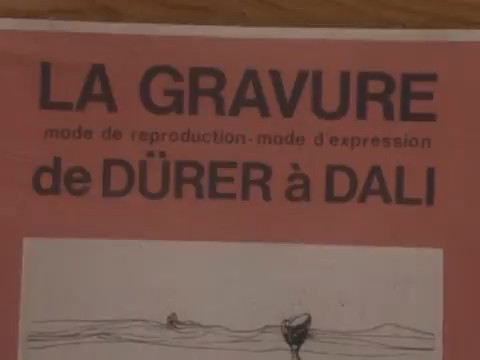 LA GRAVURE
mode de reproduction-mode d'expression
de DÜRER à DALI